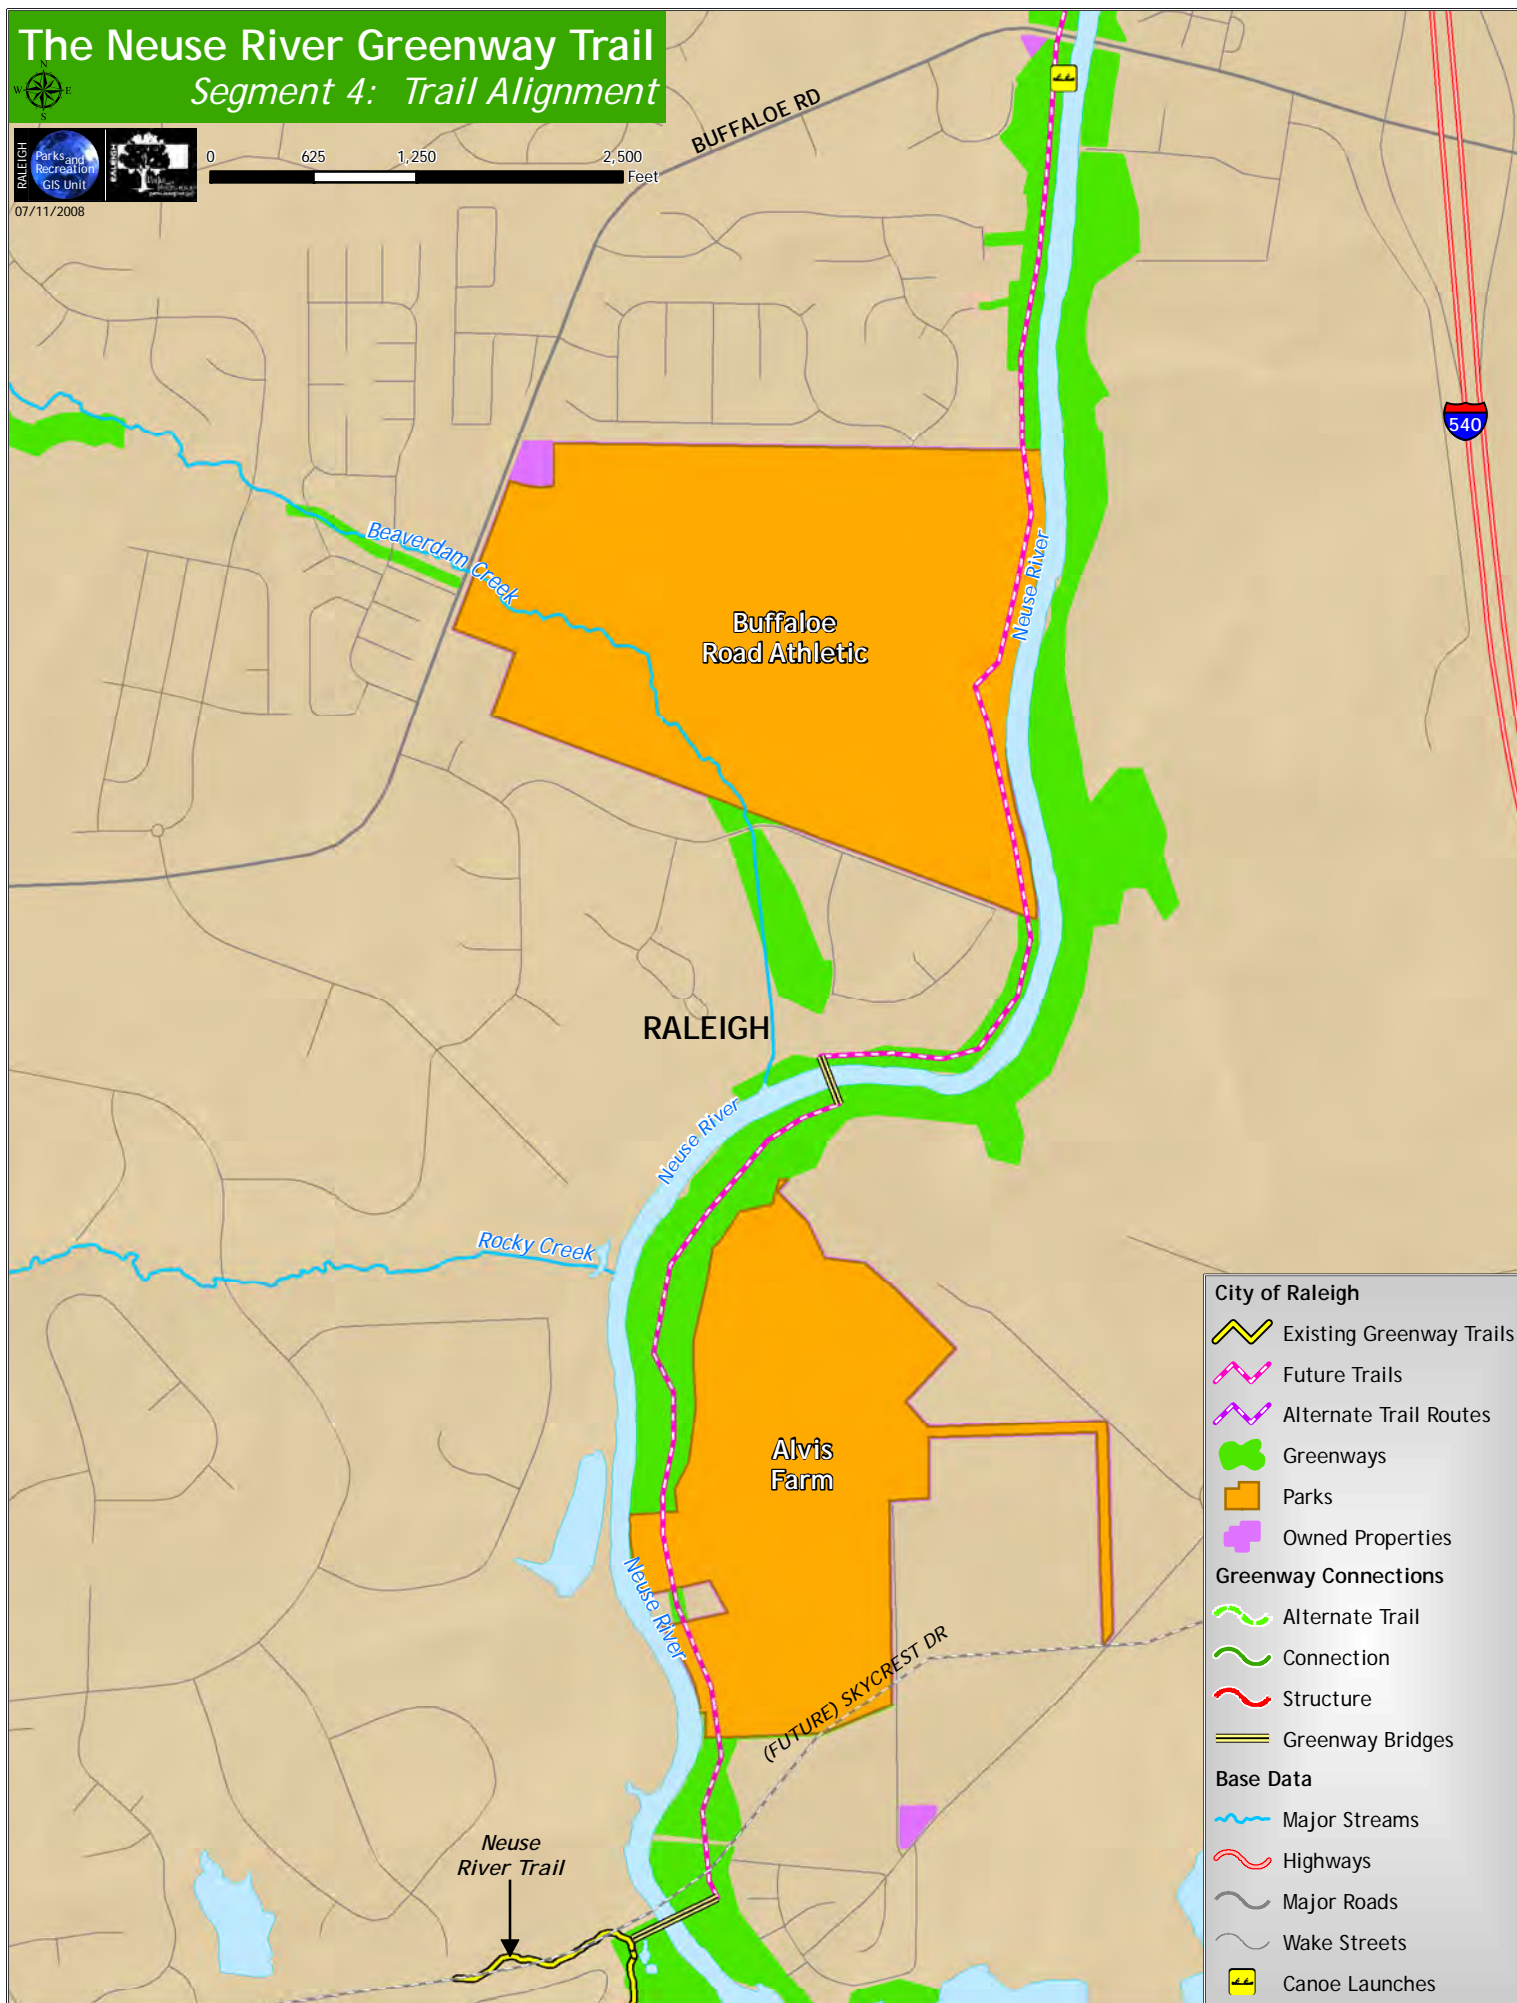 The Neuse River Greenway Trail
Segment 4: Trail Alignment
N
W
E
S
RALEIGH
Parks and
Recreation
GIS Unit
RALEIGH
07/11/2008
0
625
1,250
2,500
Feet
BUFFALOE RD
540
Beaverdam Creek
Neuse River
Buffaloe
Road Athletic
RALEIGH
Neuse River
Rocky Creek
Alvis
Farm
Neuse River
(FUTURE) SKYCREST DR
Neuse
River Trail
City of Raleigh
Existing Greenway Trails
Future Trails
Alternate Trail Routes
Greenways
Parks
Owned Properties
Greenway Connections
Alternate Trail
Connection
Structure
Greenway Bridges
Base Data
Major Streams
Highways
Major Roads
Wake Streets
Canoe Launches